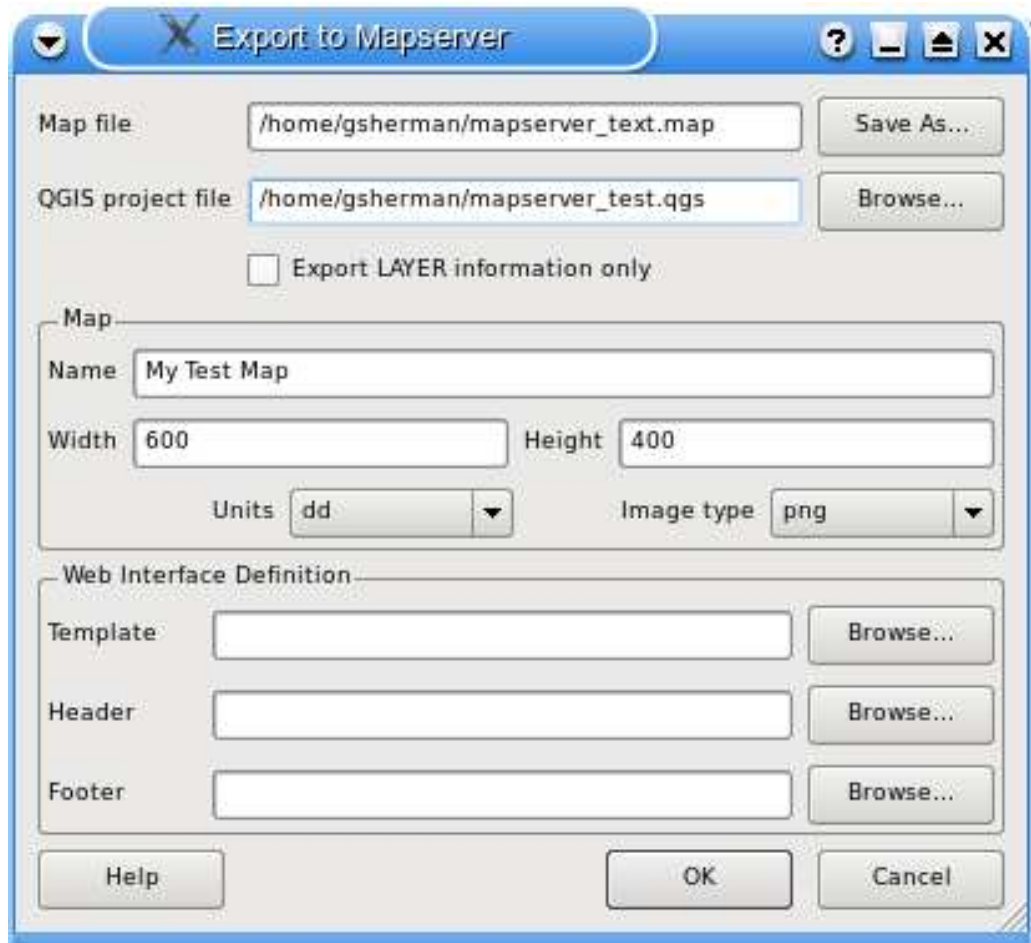 Export to Mapserver
Map file /home/gsherman/mapserver_text.map Save As...
QGIS project file /home/gsherman/mapserver_test.qgs Browse...
Export LAYER information only
Map
Name My Test Map
Width 600 Height 400
Units dd Image type png
Web Interface Definition
Template Browse...
Header Browse...
Footer Browse...
Help OK Cancel